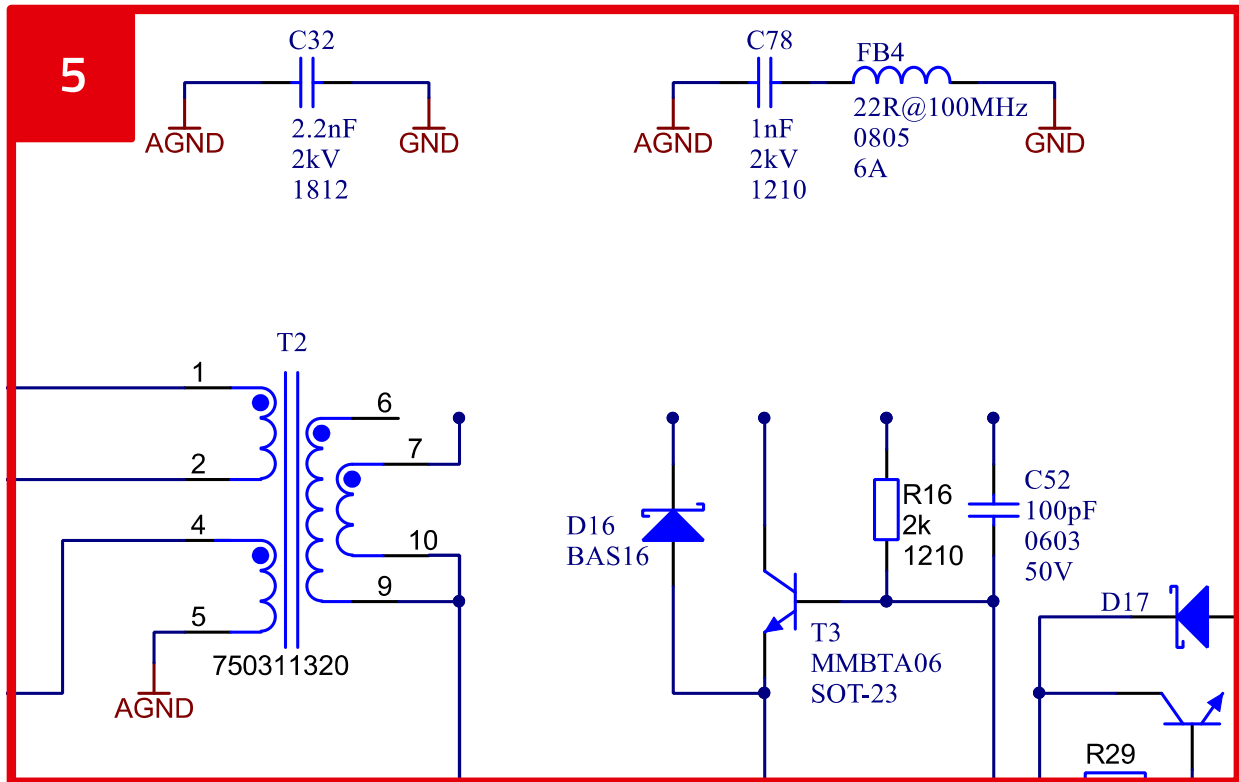 5
C32
2.2nF
2kV
1812
AGND
GND
C78
1nF
2kV
1210
AGND
FB4
22R@100MHz
0805
6A
GND
T2
1
2
4
5
6
7
10
9
750311320
AGND
D16
BAS16
R16
2k
1210
C52
100pF
0603
50V
T3
MMBTA06
SOT-23
D17
R29